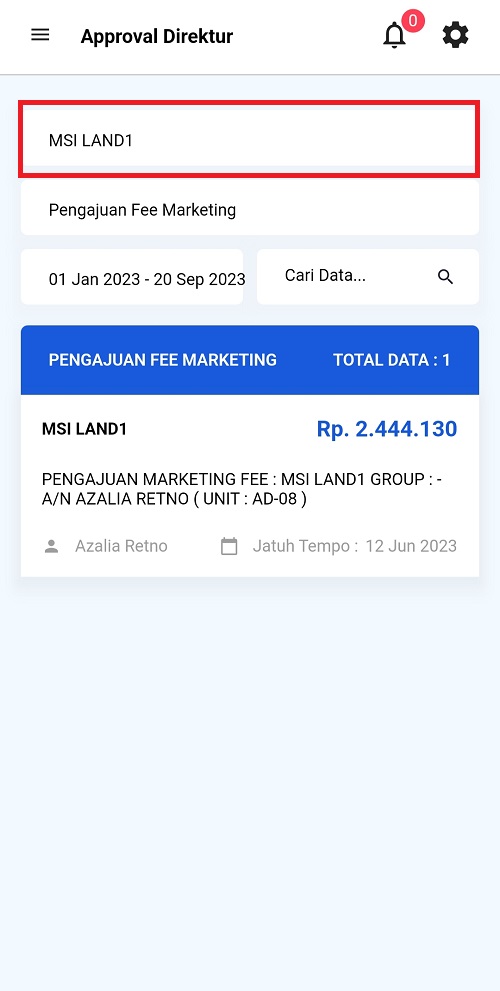 Approval Direktur
0
MSI LAND1
Pengajuan Fee Marketing
01 Jan 2023 - 20 Sep 2023
Cari Data...
PENGAJUAN FEE MARKETING
TOTAL DATA : 1
MSI LAND1
Rp. 2.444.130
PENGAJUAN MARKETING FEE : MSI LAND1 GROUP : -
A/N AZALIA RETNO ( UNIT : AD-08 )
Azalia Retno
Jatuh Tempo : 12 Jun 2023